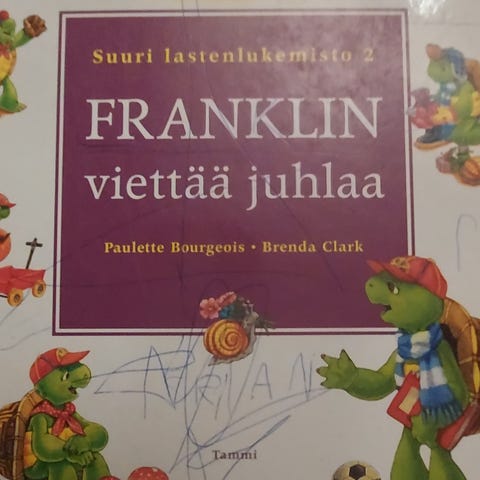 Suuri lastenlukemisto 2
FRANKLIN
viettää juhlaa
Paulette Bourgeois • Brenda Clark
Tammi